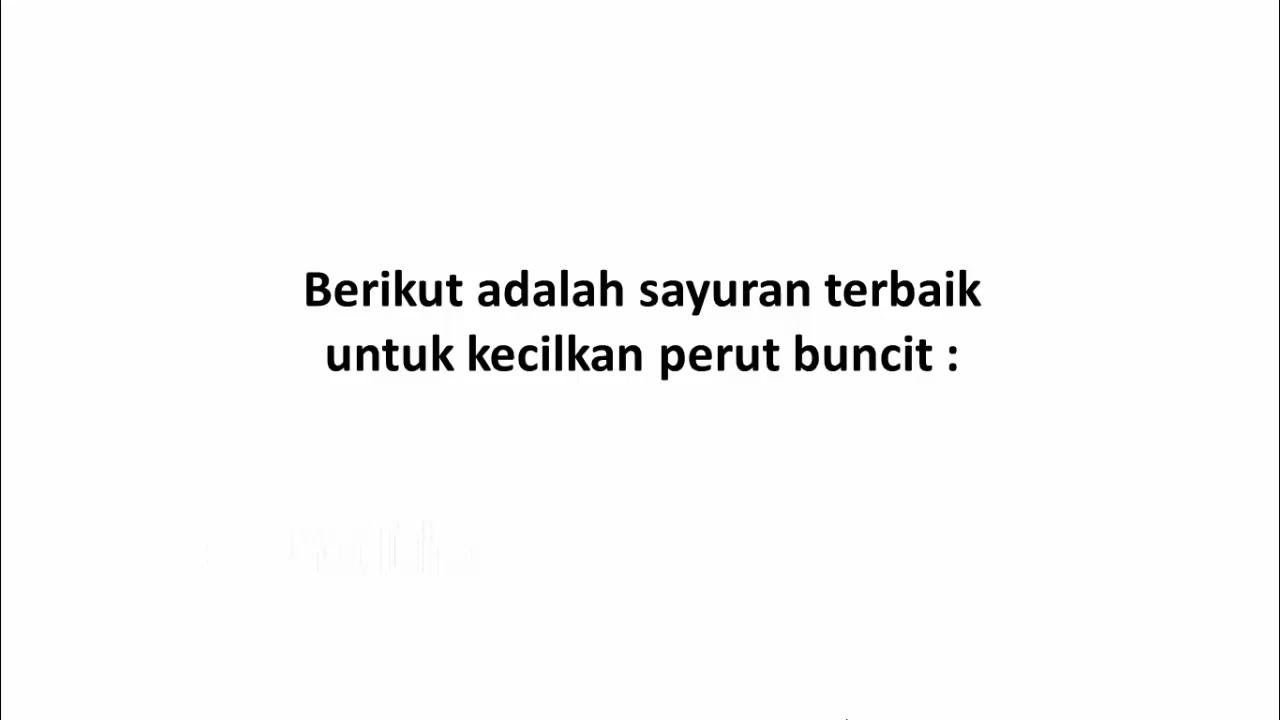 Berikut adalah sayuran terbaik
untuk kecilkan perut buncit :